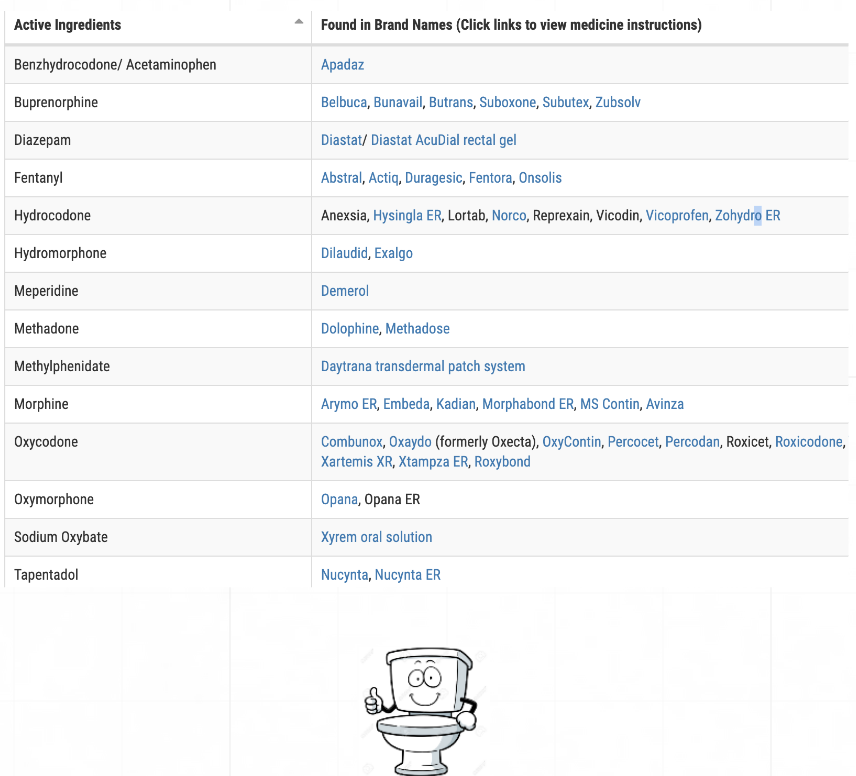 Active Ingredients Found in Brand Names (Click links to view medicine instructions)
Benzhydrocodone/ Acetaminophen Apadaz
Buprenorphine Belbuca, Bunavail, Butrans, Suboxone, Subutex, Zubsolv
Diazepam Diastat/ Diastat AcuDial rectal gel
Fentanyl Abstral, Actiq, Duragesic, Fentora, Onsolis
Hydrocodone Anexsia, Hysingla ER, Lortab, Norco, Reprexain, Vicodin, Vicoprofen, Zohydro ER
Hydromorphone Dilaudid, Exalgo
Meperidine Demerol
Methadone Dolophine, Methadose
Methylphenidate Daytrana transdermal patch system
Morphine Arymo ER, Embeda, Kadian, Morphabond ER, MS Contin, Avinza
Oxycodone Combunox, Oxaydo (formerly Oxecta), OxyContin, Percocet, Percodan, Roxicet, Roxicodone,
Xartemis XR, Xtampza ER, Roxybond
Oxymorphone Opana, Opana ER
Sodium Oxybate Xyrem oral solution
Tapentadol Nucynta, Nucynta ER